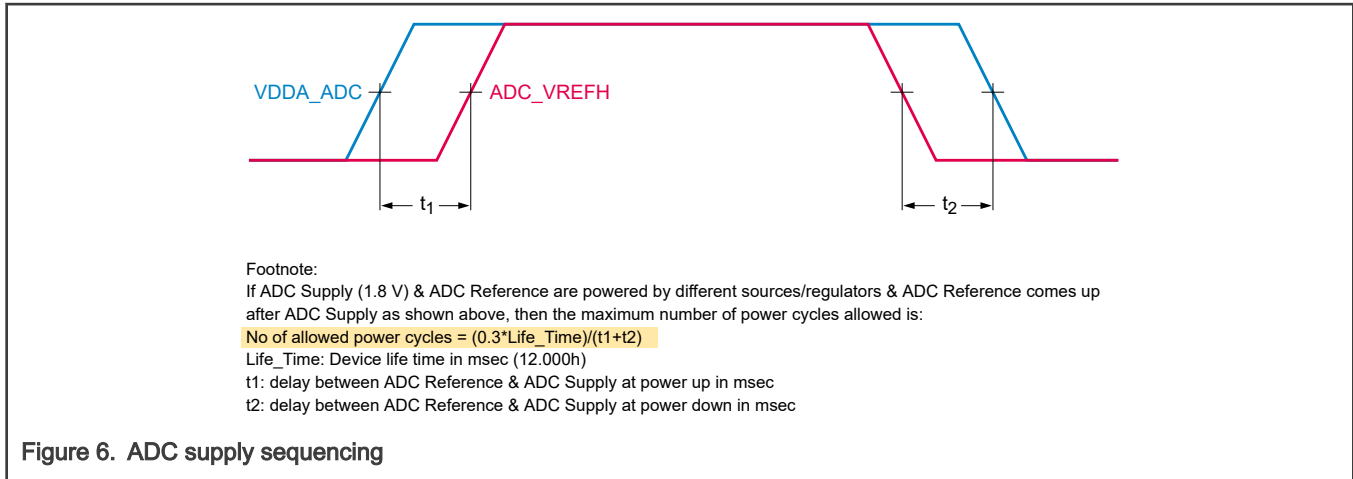 VDDA_ADC
ADC_VREFH
t1
t2
Footnote:
If ADC Supply (1.8 V) & ADC Reference are powered by different sources/regulators & ADC Reference comes up
after ADC Supply as shown above, then the maximum number of power cycles allowed is:
No of allowed power cycles = (0.3*Life_Time)/(t1+t2)
Life_Time: Device life time in msec (12.000h)
t1: delay between ADC Reference & ADC Supply at power up in msec
t2: delay between ADC Reference & ADC Supply at power down in msec
Figure 6. ADC supply sequencing